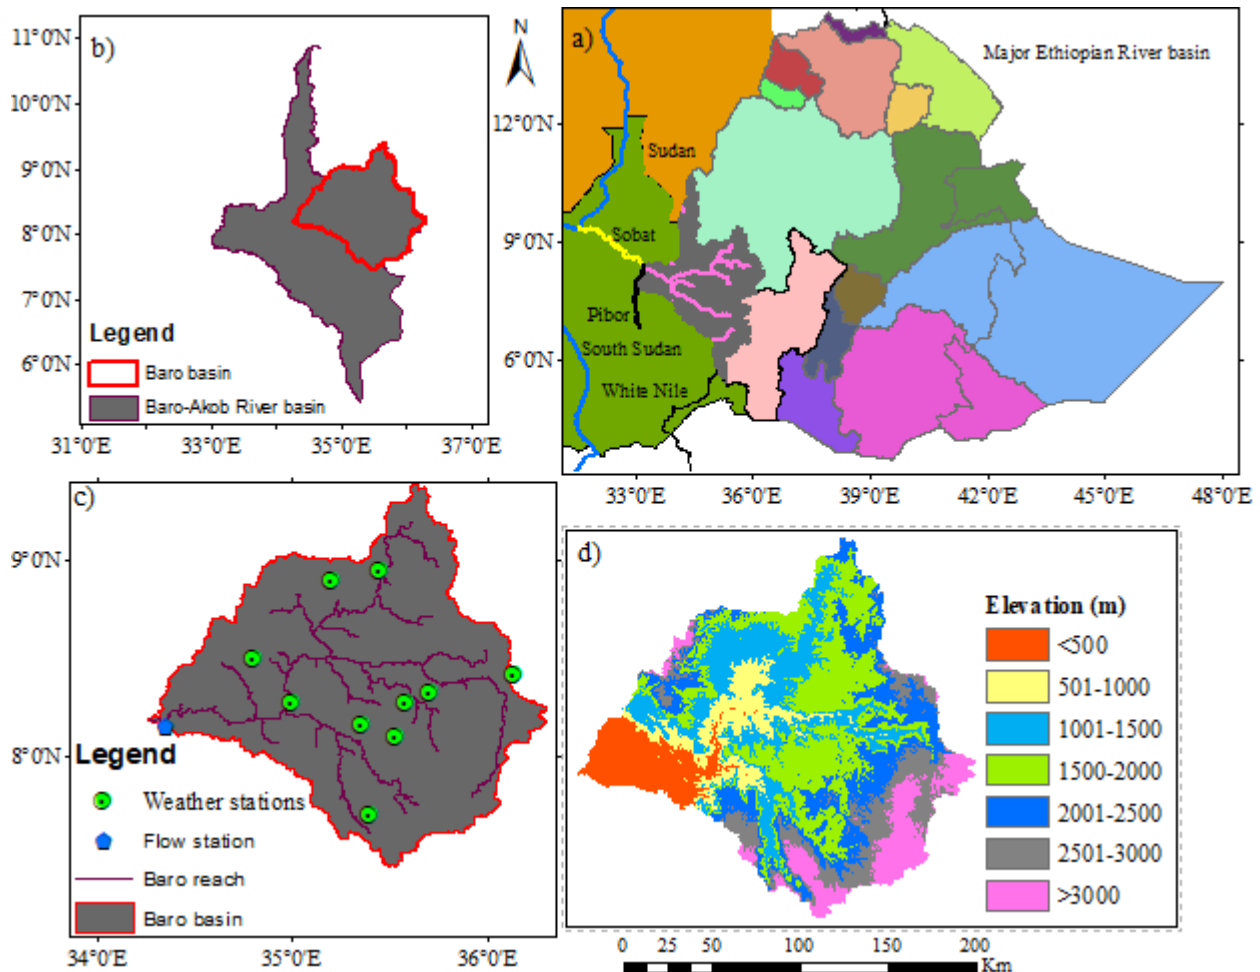 b)
11°0'N
10°0'N
9°0'N
8°0'N
7°0'N
6°0'N
Legend
Baro basin
Baro-Akob River basin
31°0'E
33°0'E
35°0'E
37°0'E
N
a)
Major Ethiopian River basin
12°0'N
9°0'N
6°0'N
Sudan
Sobat
Pibor
South Sudan
White Nile
33°0'E
36°0'E
39°0'E
42°0'E
45°0'E
48°0'E
c)
9°0'N
8°0'N
Legend
Weather stations
Flow station
Baro reach
Baro basin
34°0'E
35°0'E
36°0'E
d)
Elevation (m)
<500
501-1000
1001-1500
1500-2000
2001-2500
2501-3000
>3000
0 25 50 100 150 200
Km